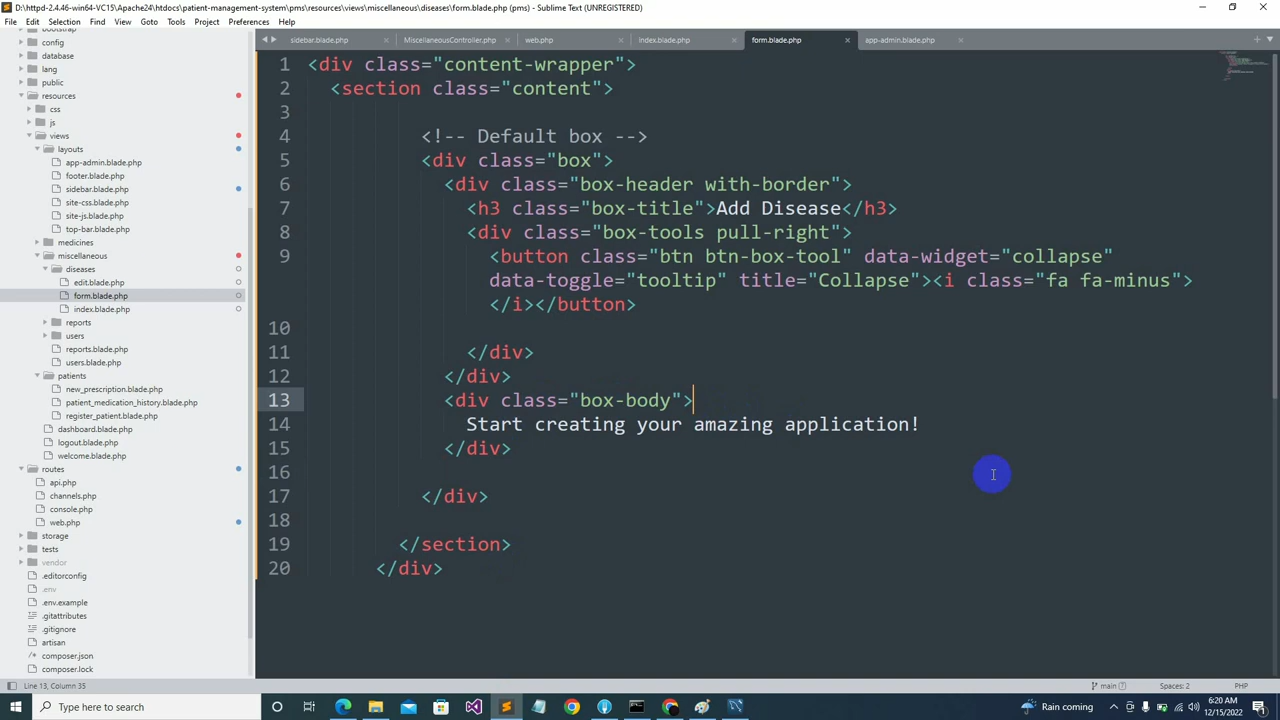 D:\httpd-2.4.46-win64-VC15\Apache24\htdocs\patient-management-system\pms\resources\views\miscellaneous\diseases\form.blade.php (pms) - Sublime Text (UNREGISTERED)
File Edit Selection Find View Goto Tools Project Preferences Help
sidebar.blade.php
MiscellaneousController.php
web.php
index.blade.php
form.blade.php
app-admin.blade.php
bootstrap
config
database
lang
public
resources
css
js
views
layouts
app-admin.blade.php
footer.blade.php
sidebar.blade.php
site-css.blade.php
site-js.blade.php
top-bar.blade.php
medicines
miscellaneous
diseases
edit.blade.php
form.blade.php
index.blade.php
reports
users
reports.blade.php
users.blade.php
patients
new_prescription.blade.php
patient_medication_history.blade.php
register_patient.blade.php
dashboard.blade.php
logout.blade.php
welcome.blade.php
routes
api.php
channels.php
console.php
web.php
storage
tests
vendor
.editorconfig
.env
.env.example
.gitattributes
.gitignore
artisan
composer.json
composer.lock
1 <div class="content-wrapper">
2 <section class="content">
3
4 <!-- Default box -->
5 <div class="box">
6 <div class="box-header with-border">
7 <h3 class="box-title">Add Disease</h3>
8 <div class="box-tools pull-right">
9 <button class="btn btn-box-tool" data-widget="collapse"
data-toggle="tooltip" title="Collapse"><i class="fa fa-minus">
</i></button>
10
11 </div>
12 </div>
13 <div class="box-body">
14 Start creating your amazing application!
15 </div>
16
17 </div>
18
19 </section>
20 </div>
Line 13, Column 35
main 7
Spaces: 2
PHP
Type here to search
Rain coming
6:20 AM
12/15/2022